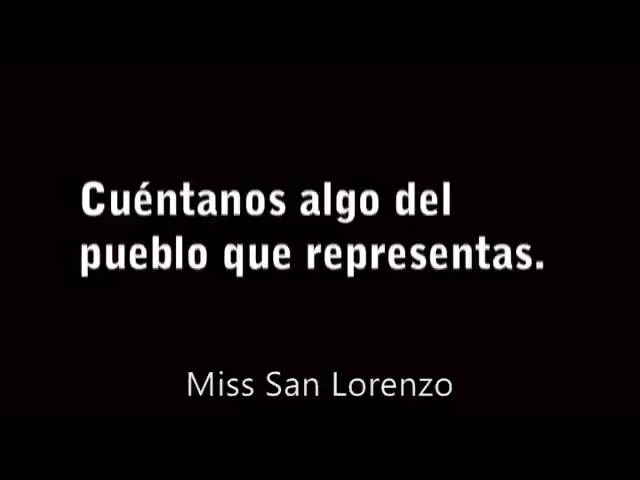 Cuéntanos algo del
pueblo que representas.
Miss San Lorenzo